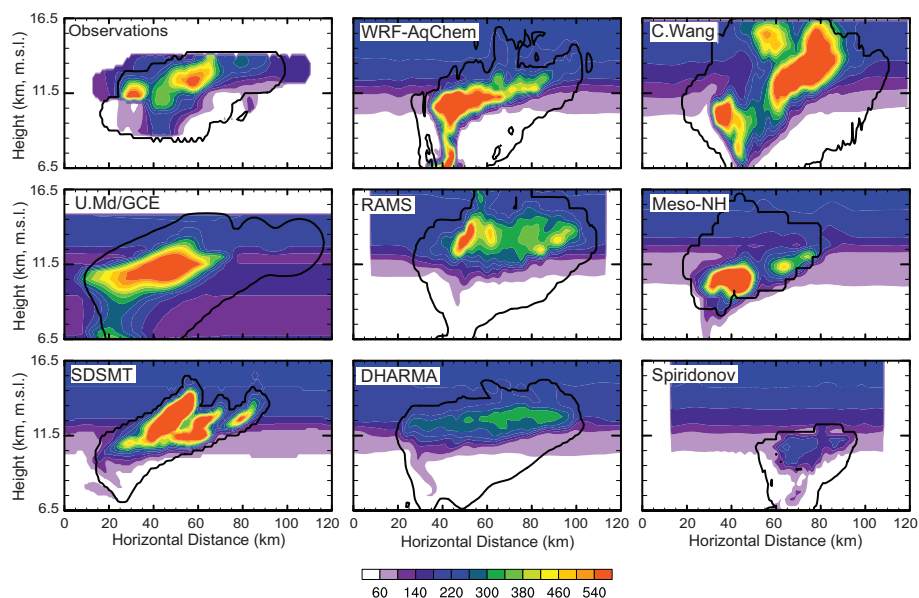 Observations
WRF-AqChem
C.Wang
Height (km, m.s.l.)
16.5
11.5
6.5
U.Md/GCE
RAMS
Meso-NH
Height (km, m.s.l.)
16.5
11.5
6.5
SDSMT
DHARMA
Spiridonov
Height (km, m.s.l.)
16.5
11.5
6.5
0 20 40 60 80 100 120
0 20 40 60 80 100 120
0 20 40 60 80 100 120
Horizontal Distance (km)
Horizontal Distance (km)
Horizontal Distance (km)
60 140 220 300 380 460 540